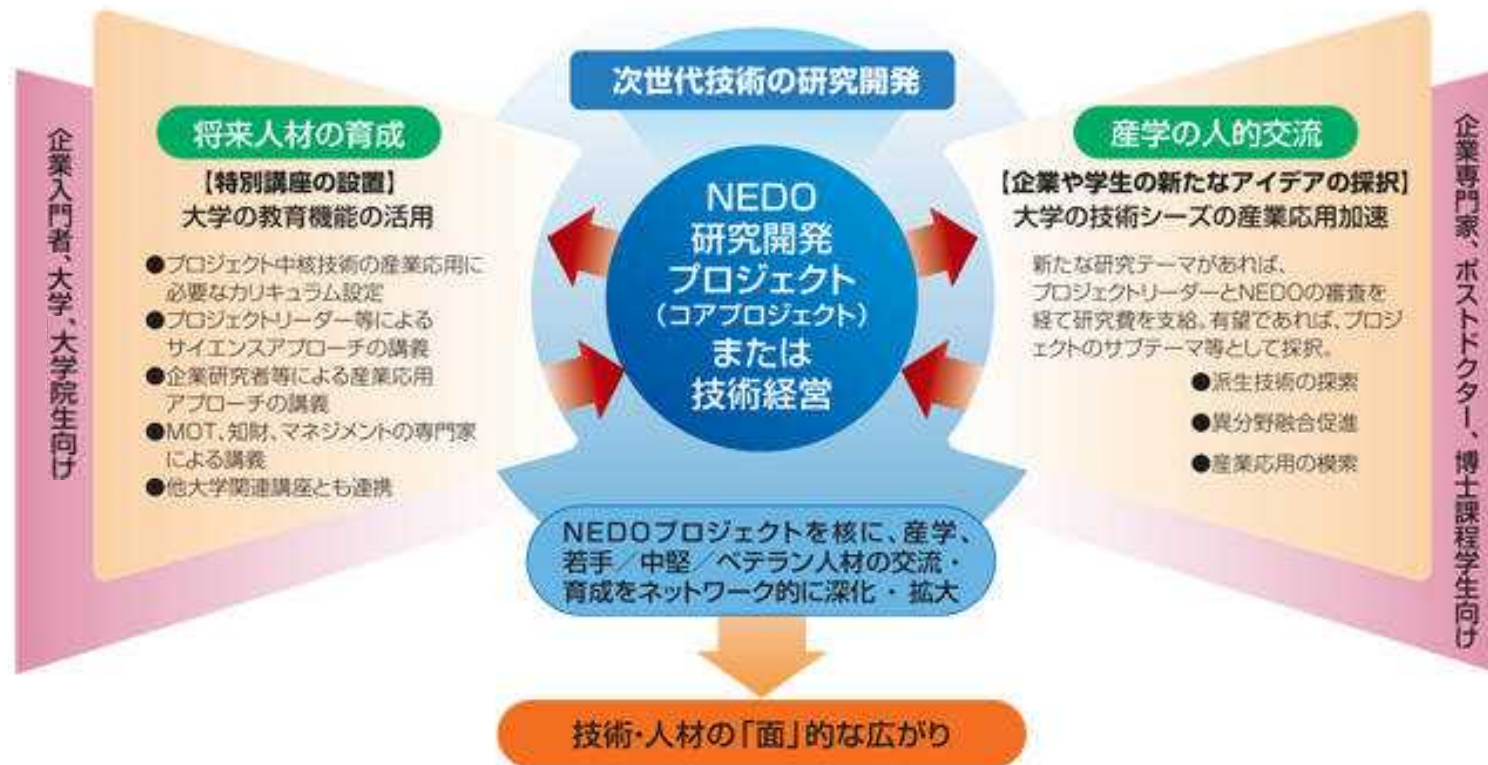 次世代技術の研究開発
企業入門者、大学、大学院生向け
将来人材の育成
【特別講座の設置】
大学の教育機能の活用
●プロジェクト中核技術の産業応用に
必要なカリキュラム設定
●プロジェクトリーダー等による
サイエンスアプローチの講義
●企業研究者等による産業応用
アプローチの講義
●MOT、知財、マネジメントの専門家
による講義
●他大学関連講座とも連携
NEDO
研究開発
プロジェクト
（コアプロジェクト）
または
技術経営
産学の人的交流
【企業や学生の新たなアイデアの採択】
大学の技術シーズの産業応用加速
新たな研究テーマがあれば、
プロジェクトリーダーとNEDOの審査を
経て研究費を支給。有望であれば、プロジ
ェクトのサブテーマ等として採択。
●派生技術の探索
●異分野融合促進
●産業応用の模索
企業専門家、ポストドクター、博士課程学生向け
NEDOプロジェクトを核に、産学、
若手／中堅／ベテラン人材の交流・
育成をネットワーク的に深化・拡大
技術・人材の「面」的な広がり